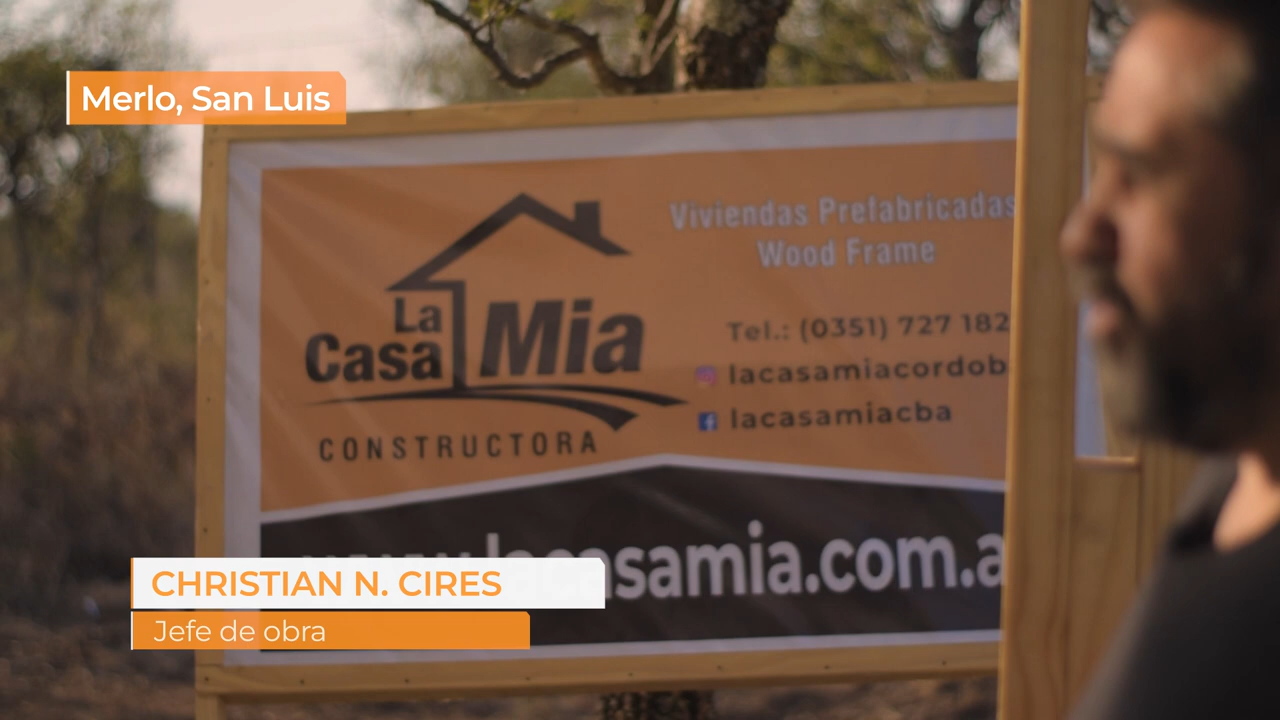 Merlo, San Luis
Viviendas Prefabricadas
Wood Frame
La
Casa Mia
CONSTRUCTORA
Tel.: (0351) 727 182
lacasamiacordob
lacasamiacba
www.lacasamia.com.a
CHRISTIAN N. CIRES
Jefe de obra